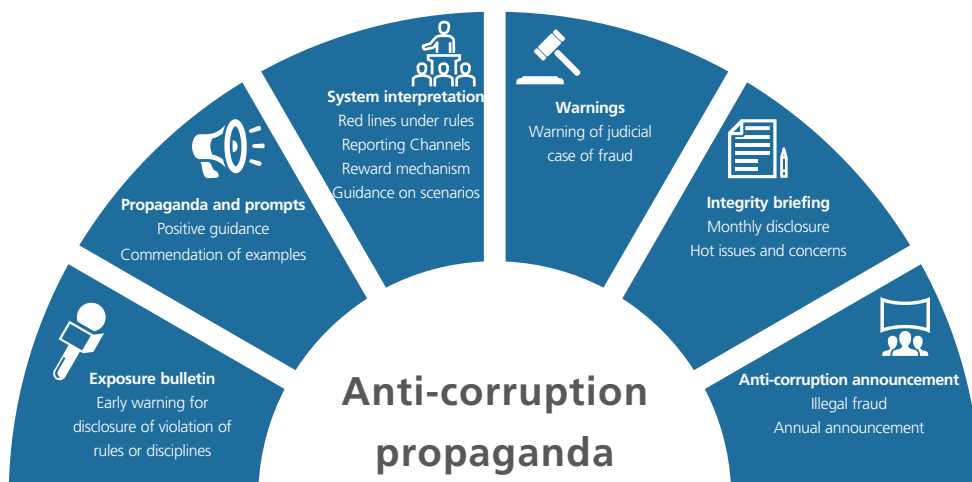 Exposure bulletin
Early warning for
disclosure of violation of
rules or disciplines
Propaganda and prompts
Positive guidance
Commendation of examples
System interpretation
Red lines under rules
Reporting Channels
Reward mechanism
Guidance on scenarios
Warnings
Warning of judicial
case of fraud
Integrity briefing
Monthly disclosure
Hot issues and concerns
Anti-corruption announcement
Illegal fraud
Annual announcement
Anti-corruption
propaganda